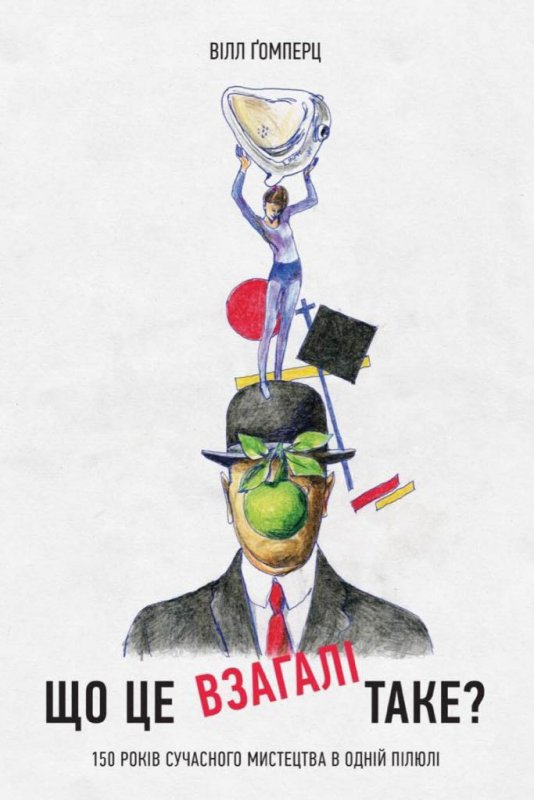 ВІЛЛ ҐОМПЕРЦ
ЩО ЦЕ ВЗАГАЛІ ТАКЕ?
150 РОКІВ СУЧАСНОГО МИСТЕЦТВА В ОДНІЙ ПІЛЮЛІ